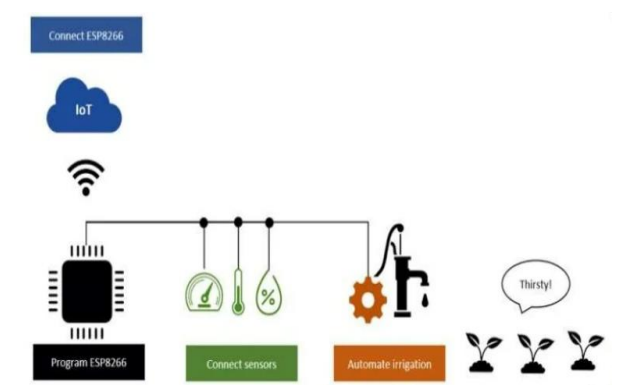 Connect ESP8266
IoT
%
Thirsty!
Program ESP8266
Connect sensors
Automate irrigation